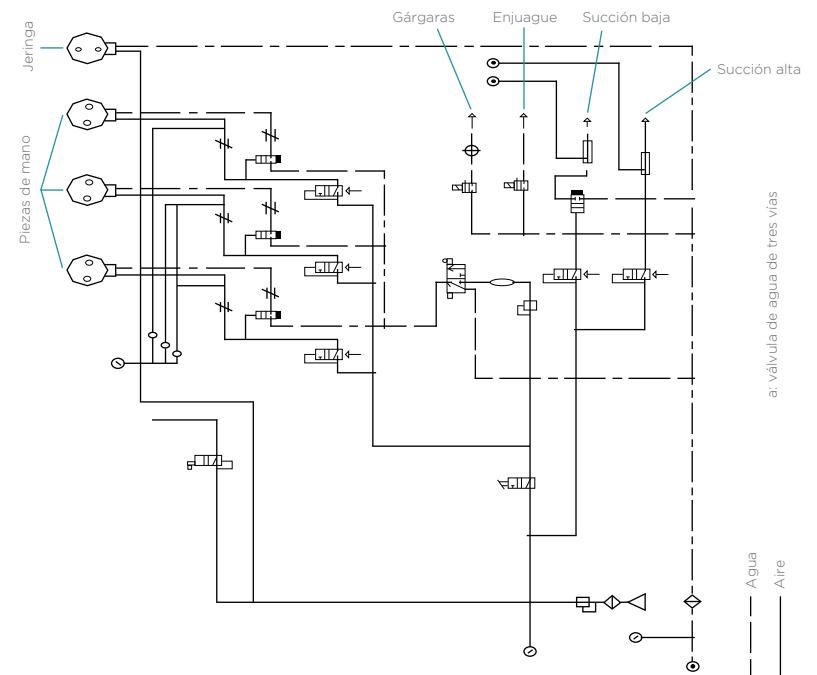 Jeringa
Gárgaras
Enjuague
Succión baja
Succión alta
Piezas de mano
a: válvula de agua de tres vías
Agua
Aire